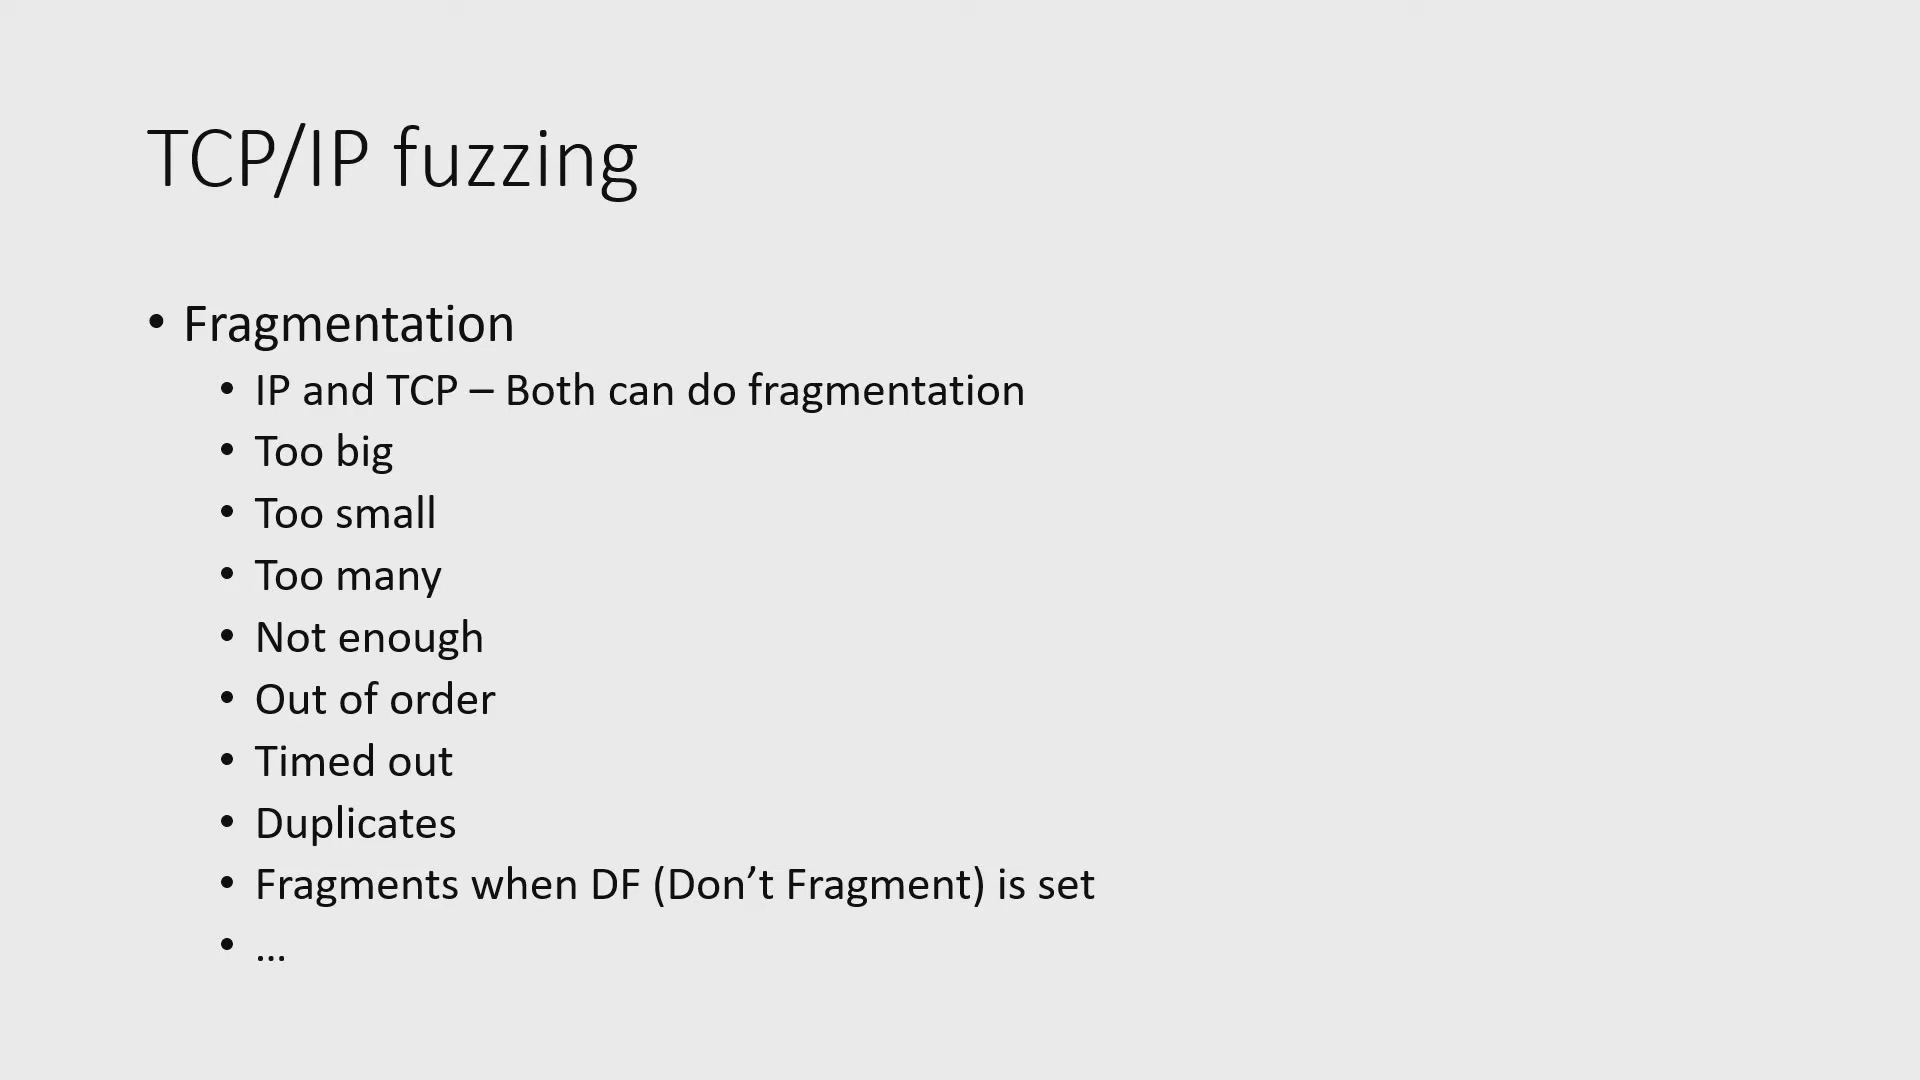 TCP/IP fuzzing
• Fragmentation
• IP and TCP – Both can do fragmentation
• Too big
• Too small
• Too many
• Not enough
• Out of order
• Timed out
• Duplicates
• Fragments when DF (Don’t Fragment) is set
• ...